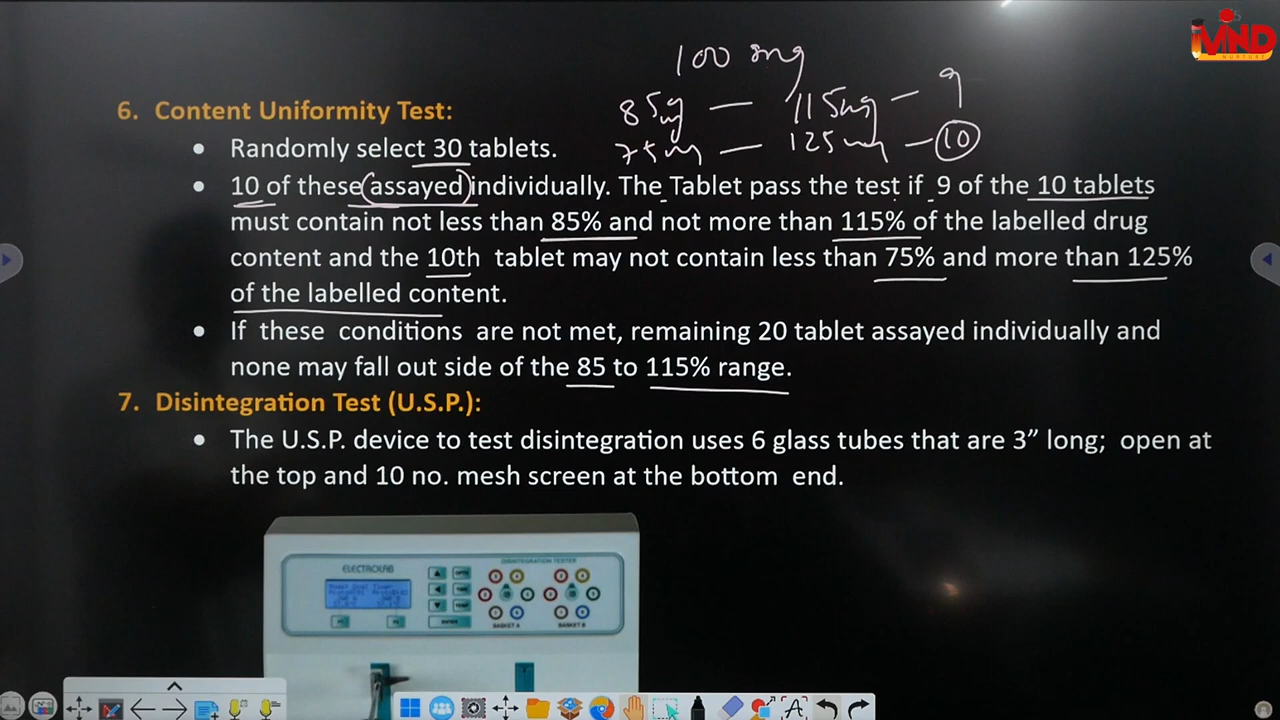 MIND
NURTURE
100 mg
85mg — 115mg — 9
75mg — 125mg — 10
6. Content Uniformity Test:
• Randomly select 30 tablets.
• 10 of these assayed individually. The Tablet pass the test if 9 of the 10 tablets
must contain not less than 85% and not more than 115% of the labelled drug
content and the 10th tablet may not contain less than 75% and more than 125%
of the labelled content.
• If these conditions are not met, remaining 20 tablet assayed individually and
none may fall out side of the 85 to 115% range.
7. Disintegration Test (U.S.P.):
• The U.S.P. device to test disintegration uses 6 glass tubes that are 3” long; open at
the top and 10 no. mesh screen at the bottom end.
ELECTROLAB
DISINTEGRATION TESTER
BASKET A BASKET B